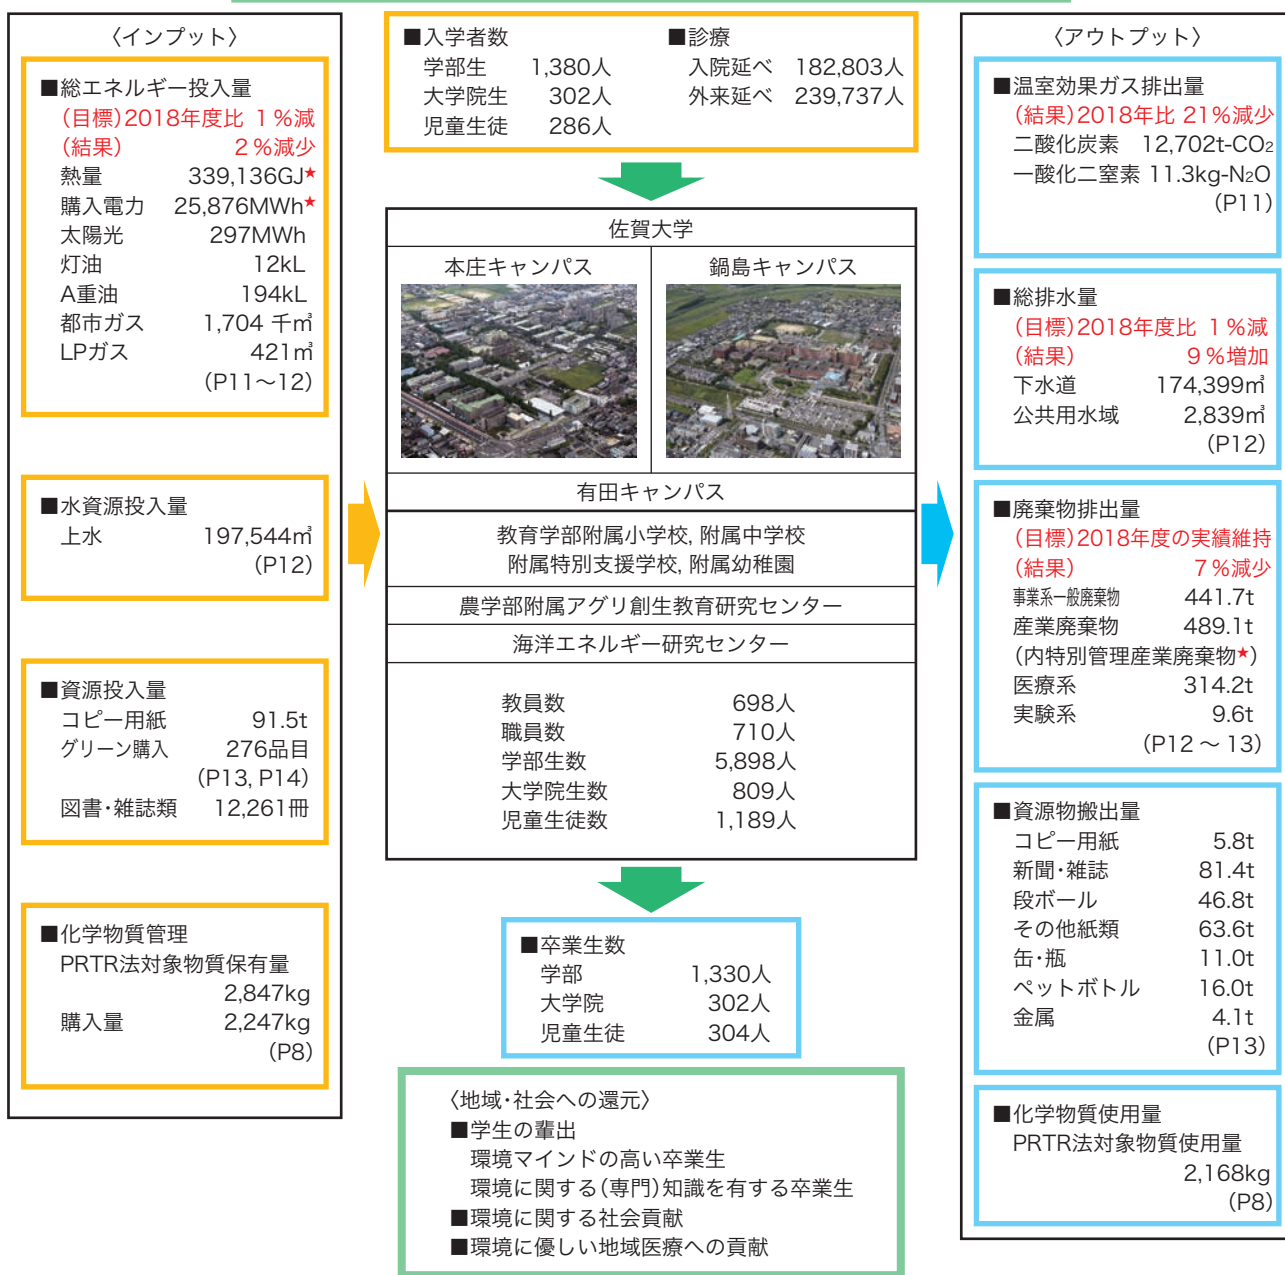 〈インプット〉
■総エネルギー投入量
(目標)2018年度比 1%減
(結果) 2%減少
熱量 339,136GJ★
購入電力 25,876MWh★
太陽光 297MWh
灯油 12kL
A重油 194kL
都市ガス 1,704 千㎥
LPガス 421㎥
(P11～12)
■水資源投入量
上水 197,544㎥
(P12)
■資源投入量
コピー用紙 91.5t
グリーン購入 276品目
(P13, P14)
図書・雑誌類 12,261冊
■化学物質管理
PRTR法対象物質保有量
2,847kg
購入量 2,247kg
(P8)
■入学者数
学部生 1,380人
大学院生 302人
児童生徒 286人
■診療
入院延べ 182,803人
外来延べ 239,737人
佐賀大学
本庄キャンパス
鍋島キャンパス
有田キャンパス
教育学部附属小学校, 附属中学校
附属特別支援学校, 附属幼稚園
農学部附属アグリ創生教育研究センター
海洋エネルギー研究センター
教員数 698人
職員数 710人
学部生数 5,898人
大学院生数 809人
児童生徒数 1,189人
■卒業生数
学部 1,330人
大学院 302人
児童生徒 304人
〈地域・社会への還元〉
■学生の輩出
環境マインドの高い卒業生
環境に関する(専門)知識を有する卒業生
■環境に関する社会貢献
■環境に優しい地域医療への貢献
〈アウトプット〉
■温室効果ガス排出量
(結果)2018年比 21%減少
二酸化炭素 12,702t-CO₂
一酸化二窒素 11.3kg-N₂O
(P11)
■総排水量
(目標)2018年度比 1%減
(結果) 9%増加
下水道 174,399㎥
公共用水域 2,839㎥
(P12)
■廃棄物排出量
(目標)2018年度の実績維持
(結果) 7%減少
事業系一般廃棄物 441.7t
産業廃棄物 489.1t
(内特別管理産業廃棄物★)
医療系 314.2t
実験系 9.6t
(P12 ～ 13)
■資源物搬出量
コピー用紙 5.8t
新聞・雑誌 81.4t
段ボール 46.8t
その他紙類 63.6t
缶・瓶 11.0t
ペットボトル 16.0t
金属 4.1t
(P13)
■化学物質使用量
PRTR法対象物質使用量
2,168kg
(P8)